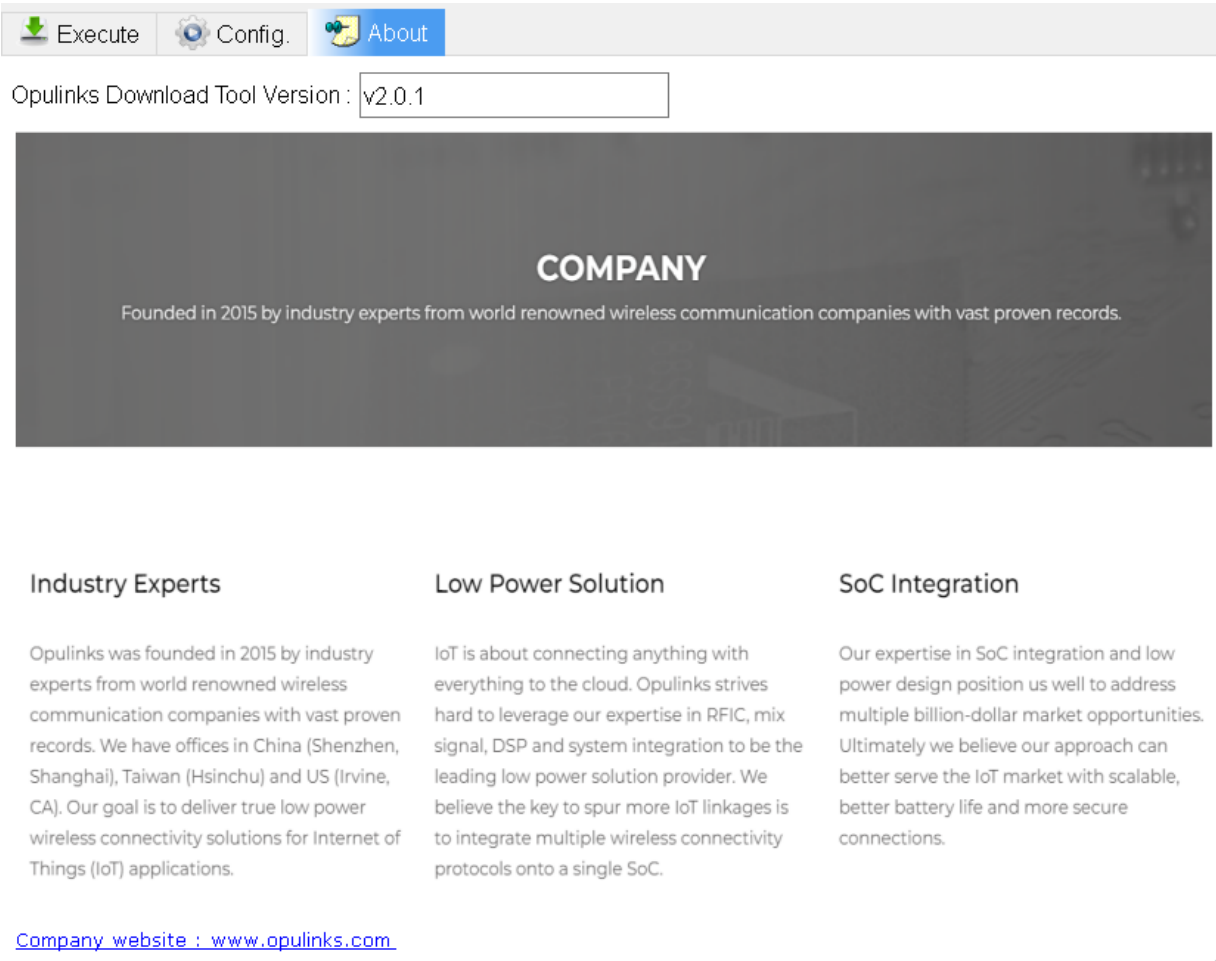 Execute Config. About
Opulinks Download Tool Version : v2.0.1
COMPANY
Founded in 2015 by industry experts from world renowned wireless communication companies with vast proven records.
Industry Experts
Opulinks was founded in 2015 by industry
experts from world renowned wireless
communication companies with vast proven
records. We have offices in China (Shenzhen,
Shanghai), Taiwan (Hsinchu) and US (Irvine,
CA). Our goal is to deliver true low power
wireless connectivity solutions for Internet of
Things (IoT) applications.
Low Power Solution
IoT is about connecting anything with
everything to the cloud. Opulinks strives
hard to leverage our expertise in RFIC, mix
signal, DSP and system integration to be the
leading low power solution provider. We
believe the key to spur more IoT linkages is
to integrate multiple wireless connectivity
protocols onto a single SoC.
SoC Integration
Our expertise in SoC integration and low
power design position us well to address
multiple billion-dollar market opportunities.
Ultimately we believe our approach can
better serve the IoT market with scalable,
better battery life and more secure
connections.
Company website : www.opulinks.com